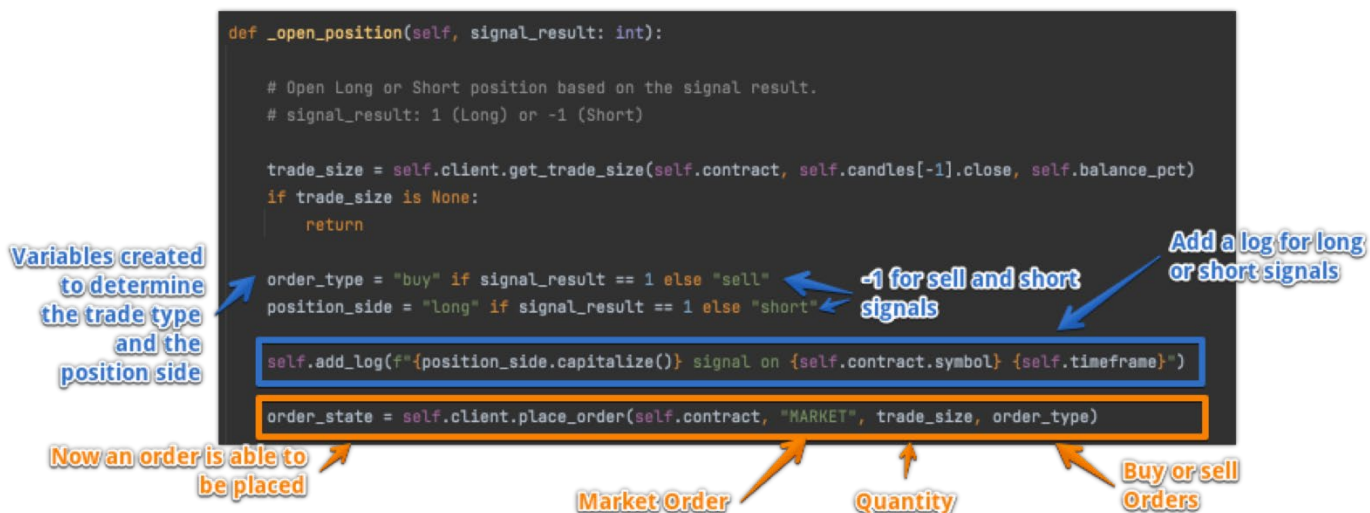 def _open_position(self, signal_result: int):
# Open Long or Short position based on the signal result.
# signal_result: 1 (Long) or -1 (Short)
trade_size = self.client.get_trade_size(self.contract, self.candles[-1].close, self.balance_pct)
if trade_size is None:
return
Variables created
to determine
the trade type
and the
position side
order_type = "buy" if signal_result == 1 else "sell"
position_side = "long" if signal_result == 1 else "short"
-1 for sell and short
signals
Add a log for long
or short signals
self.add_log(f"{position_side.capitalize()} signal on {self.contract.symbol} {self.timeframe}")
order_state = self.client.place_order(self.contract, "MARKET", trade_size, order_type)
Now an order is able to
be placed
Market Order
Quantity
Buy or sell
Orders